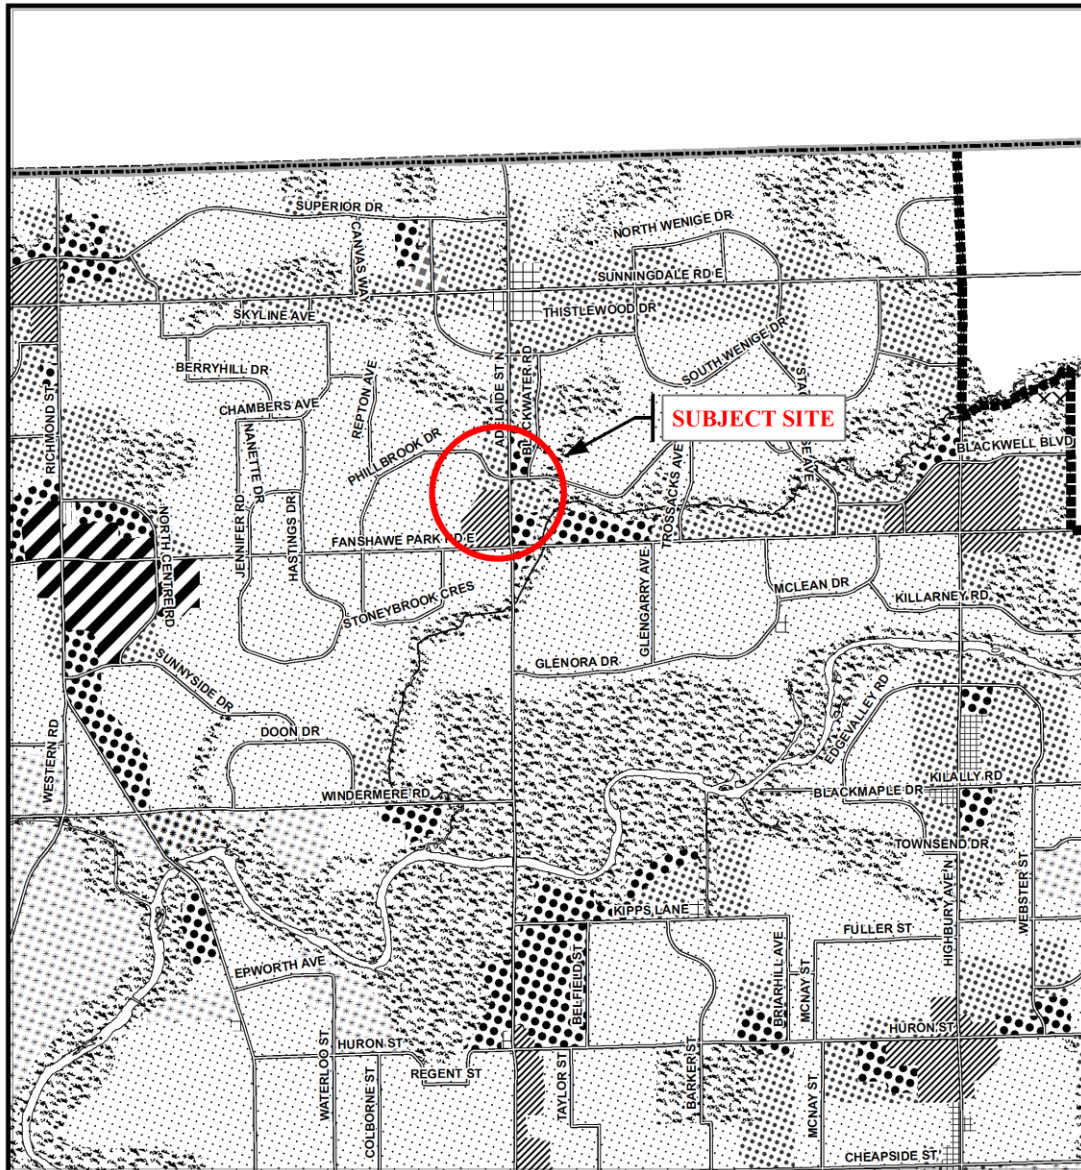 SUPERIOR DR
CANVAS WAY
NORTH WENIGE DR
SUNNINGDALE RD E
SKYLINE AVE
THISTLEWOOD DR
BERRYHILL DR
SOUTH WENIGE DR
CHAMBERS AVE
REPTON AVE
ADELAIDE ST N
BLACKWATER RD
RICHMOND ST
NANETTE DR
PHILLBROOK DR
SUBJECT SITE
BLACKWELL BLVD
JENNIFER RD
HASTINGS DR
TROSSACKS AVE
NORTH CENTRE RD
FANSHAWE PARK RD E
STONEYBROOK CRES
GLENGARRY AVE
MCLEAN DR
KILLARNEY RD
SUNNYSIDE DR
GLENORA DR
EDGEVALLEY RD
WESTERN RD
DOON DR
WINDERMERE RD
KILALLY RD
BLACKMAPLE DR
TOWNSEND DR
HIGHBURY AVE N
WEBSTER ST
KIPPS LANE
FULLER ST
EPWORTH AVE
BELFIELD ST
BRIARHILL AVE
MCNAY ST
HURON ST
HURON ST
WATERLOO ST
COLBORNE ST
REGENT ST
TAYLOR ST
BARKER ST
MCNAY ST
CHEAPSIDE ST